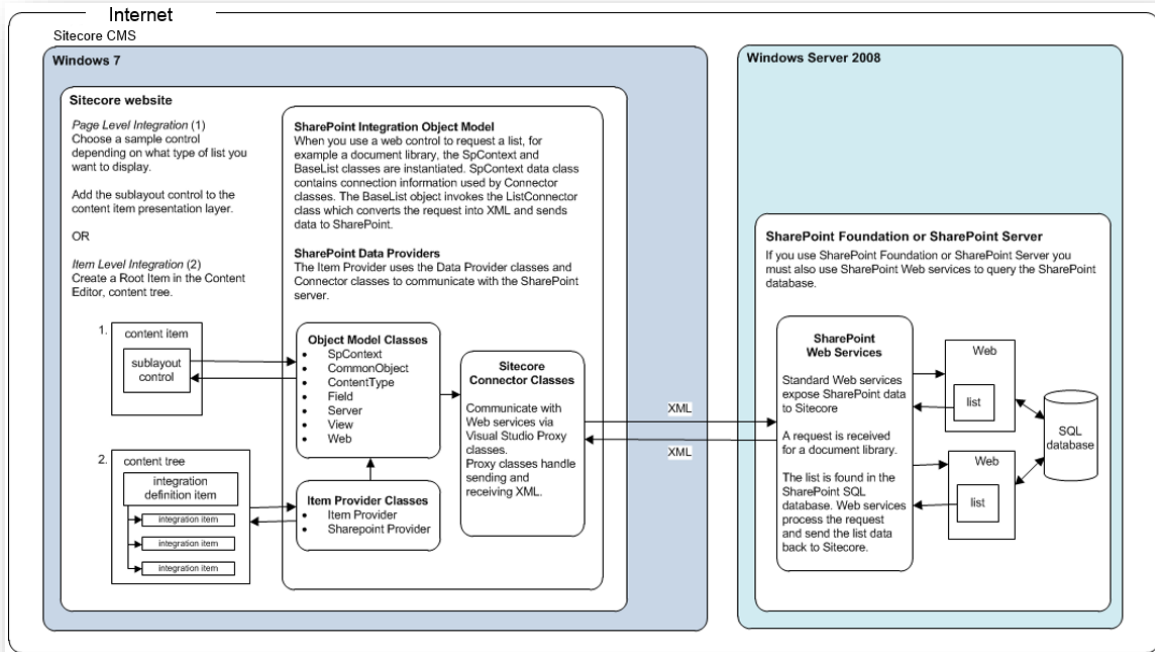 Internet
Sitecore CMS
Windows 7
Sitecore website
Page Level Integration (1)
Choose a sample control
depending on what type of list you
want to display.
Add the sublayout control to the
content item presentation layer.
OR
Item Level Integration (2)
Create a Root Item in the Content
Editor, content tree.
SharePoint Integration Object Model
When you use a web control to request a list, for
example a document library, the SpContext and
BaseList classes are instantiated. SpContext data class
contains connection information used by Connector
classes. The BaseList object invokes the ListConnector
class which converts the request into XML and sends
data to SharePoint.
SharePoint Data Providers
The Item Provider uses the Data Provider classes and
Connector classes to communicate with the SharePoint
server.
1.
content item
sublayout
control
2.
content tree
integration
definition item
integration item
integration item
integration item
Object Model Classes
• SpContext
• CommonObject
• ContentType
• Field
• Server
• View
• Web
Item Provider Classes
• Item Provider
• Sharepoint Provider
Sitecore
Connector Classes
Communicate with
Web services via
Visual Studio Proxy
classes.
Proxy classes handle
sending and
receiving XML.
XML
XML
Windows Server 2008
SharePoint Foundation or SharePoint Server
If you use SharePoint Foundation or SharePoint Server you
must also use SharePoint Web services to query the SharePoint
database.
SharePoint
Web Services
Standard Web services
expose SharePoint data
to Sitecore
A request is received
for a document library.
The list is found in the
SharePoint SQL
database. Web services
process the request
and send the list data
back to Sitecore.
Web
list
Web
list
SQL
database